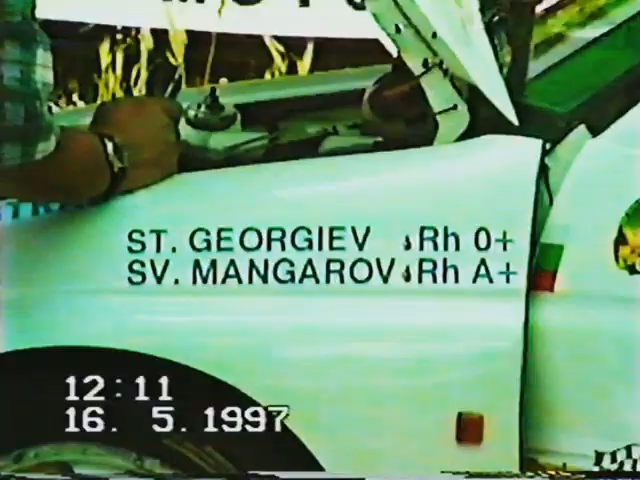 ST. GEORGIEV Rh 0+
SV. MANGAROV Rh A+
12:11
16. 5. 1997